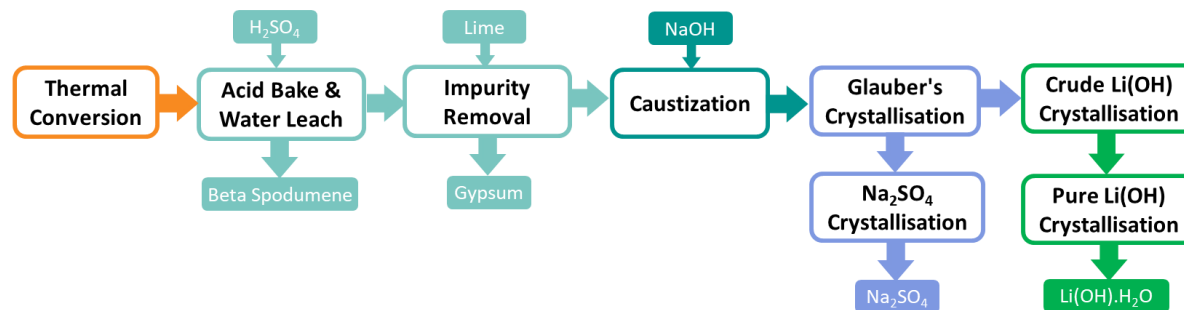 H₂SO₄
Lime
NaOH
Thermal
Conversion
Acid Bake &
Water Leach
Impurity
Removal
Caustization
Glauber's
Crystallisation
Crude Li(OH)
Crystallisation
Beta Spodumene
Gypsum
Na₂SO₄
Crystallisation
Pure Li(OH)
Crystallisation
Na₂SO₄
Li(OH).H₂O